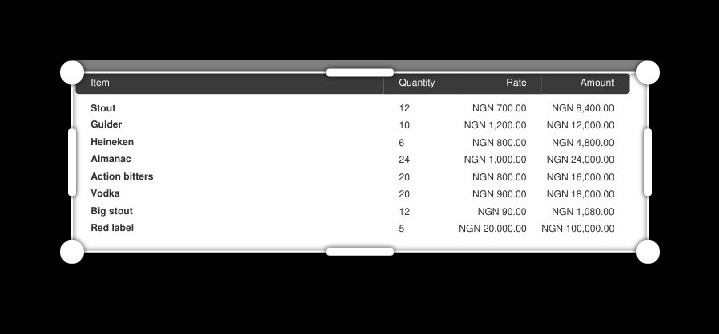 Item Quantity Rate Amount
Stout 12 NGN 700.00 NGN 8,400.00
Gulder 10 NGN 1,200.00 NGN 12,000.00
Heineken 6 NGN 800.00 NGN 4,800.00
Almanac 24 NGN 1,000.00 NGN 24,000.00
Action bitters 20 NGN 800.00 NGN 16,000.00
Vodka 20 NGN 900.00 NGN 18,000.00
Big stout 12 NGN 90.00 NGN 1,080.00
Red label 5 NGN 20,000.00 NGN 100,000.00